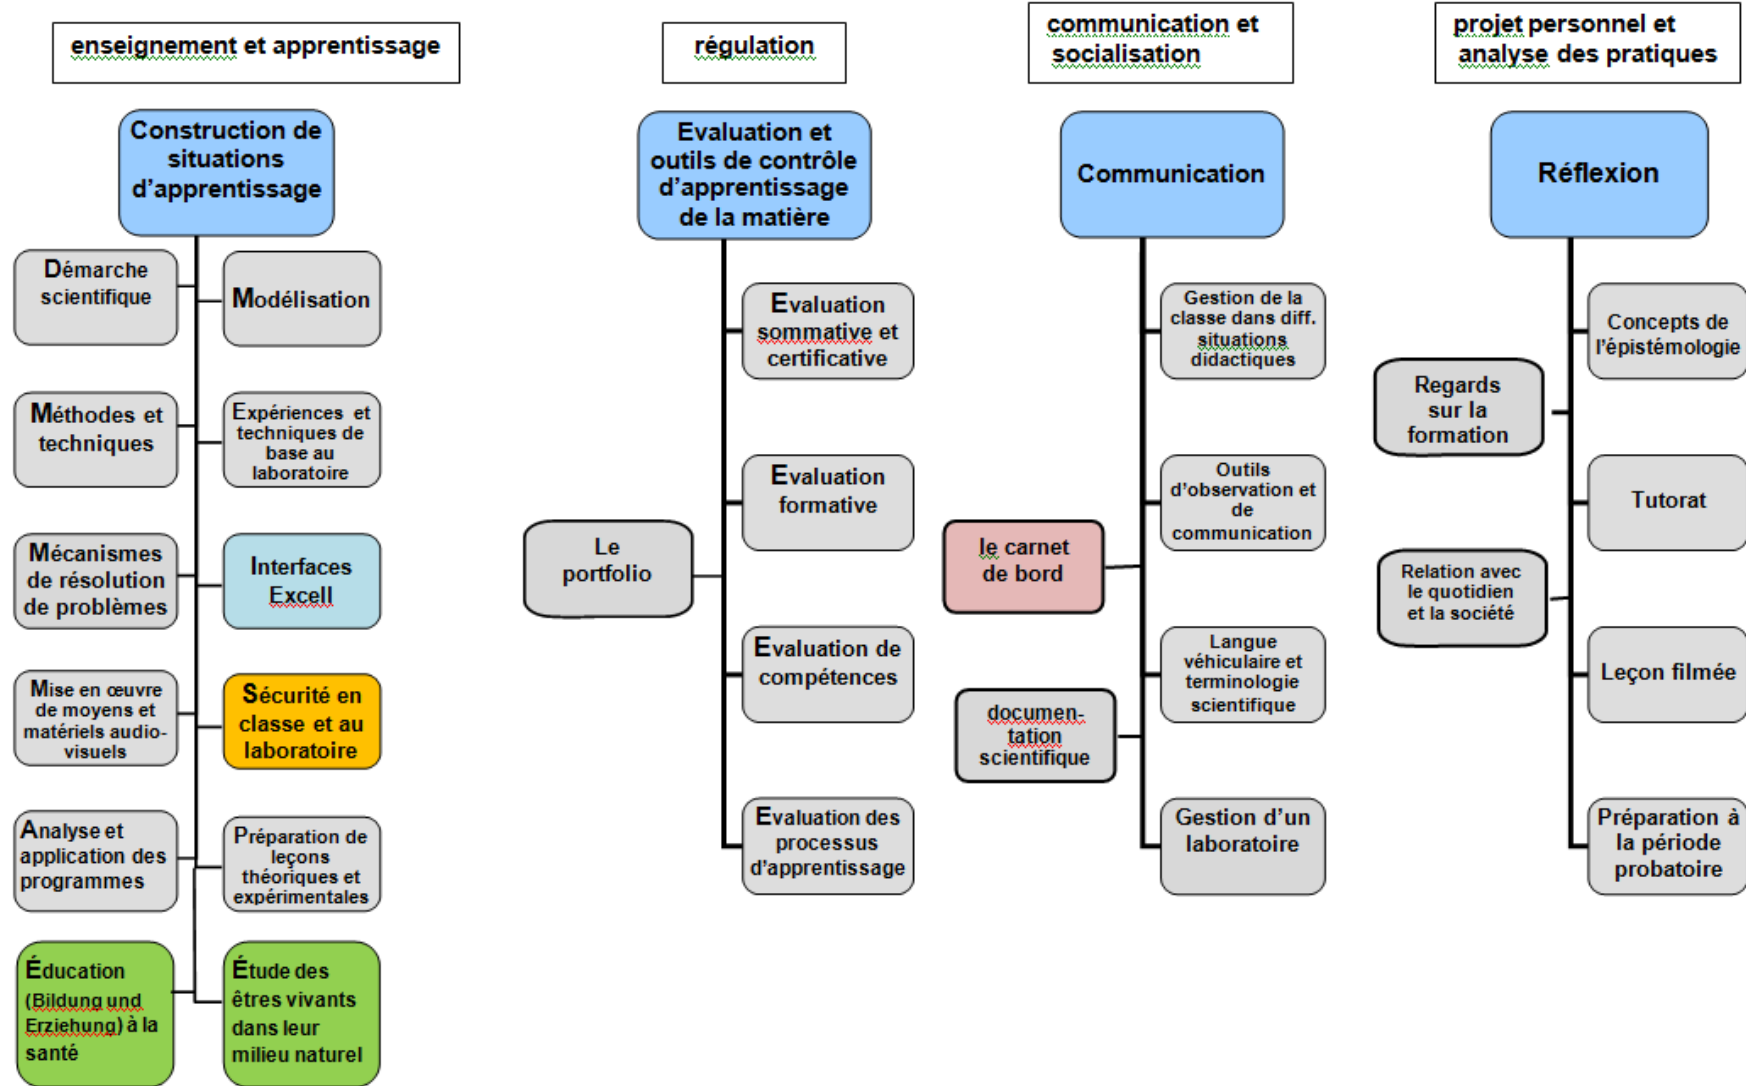 enseignement et apprentissage
régulation
communication et
socialisation
projet personnel et
analyse des pratiques
Construction de
situations
d’apprentissage
Démarche
scientifique
Modélisation
Méthodes et
techniques
Expériences et
techniques de
base au
laboratoire
Mécanismes
de résolution
de problèmes
Interfaces
Excell
Mise en œuvre
de moyens et
matériels audio-
visuels
Sécurité en
classe et au
laboratoire
Analyse et
application des
programmes
Préparation de
leçons
théoriques et
expérimentales
Éducation
(Bildung und
Erziehung) à la
santé
Étude des
êtres vivants
dans leur
milieu naturel
Evaluation et
outils de contrôle
d’apprentissage
de la matière
Evaluation
sommative et
certificative
Evaluation
formative
Le
portfolio
Evaluation de
compétences
Evaluation des
processus
d’apprentissage
Communication
Gestion de la
classe dans diff.
situations
didactiques
Outils
d’observation et
de
communication
le carnet
de bord
Langue
véhiculaire et
terminologie
scientifique
documen-
tation
scientifique
Gestion d’un
laboratoire
Réflexion
Concepts de
l’épistémologie
Regards
sur la
formation
Tutorat
Relation avec
le quotidien
et la société
Leçon filmée
Préparation à
la période
probatoire